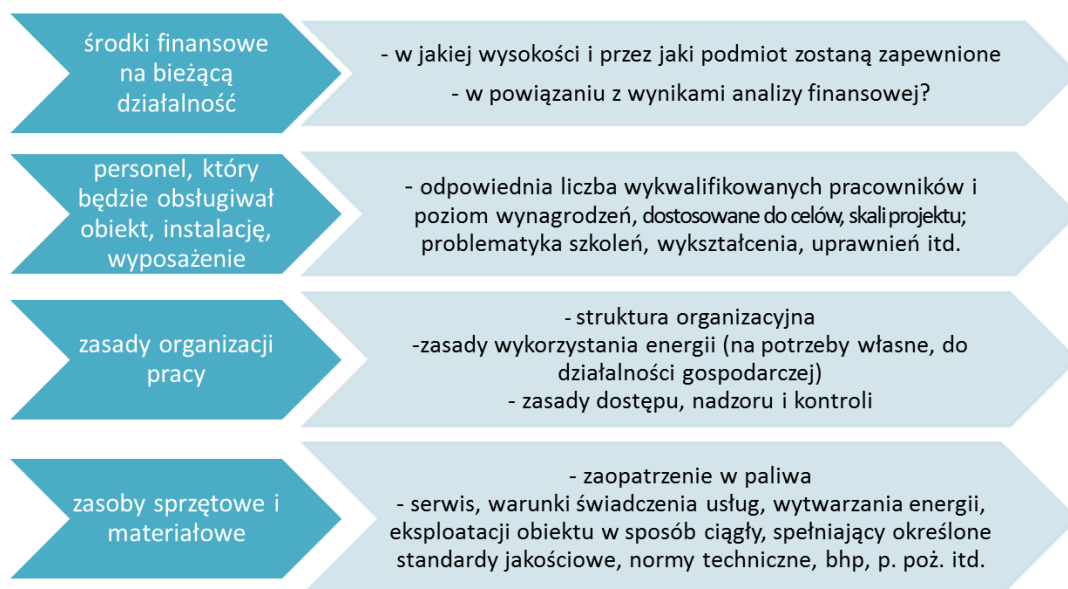 środki finansowe
na bieżącą
działalność
- w jakiej wysokości i przez jaki podmiot zostaną zapewnione
- w powiązaniu z wynikami analizy finansowej?
personel, który
będzie obsługiwał
obiekt, instalację,
wyposażenie
- odpowiednia liczba wykwalifikowanych pracowników i
poziom wynagrodzeń, dostosowane do celów, skali projektu;
problematyka szkoleń, wykształcenia, uprawnień itd.
zasady organizacji
pracy
- struktura organizacyjna
-zasady wykorzystania energii (na potrzeby własne, do
działalności gospodarczej)
- zasady dostępu, nadzoru i kontroli
zasoby sprzętowe i
materiałowe
- zaopatrzenie w paliwa
- serwis, warunki świadczenia usług, wytwarzania energii,
eksploatacji obiektu w sposób ciągły, spełniający określone
standardy jakościowe, normy techniczne, bhp, p. poż. itd.